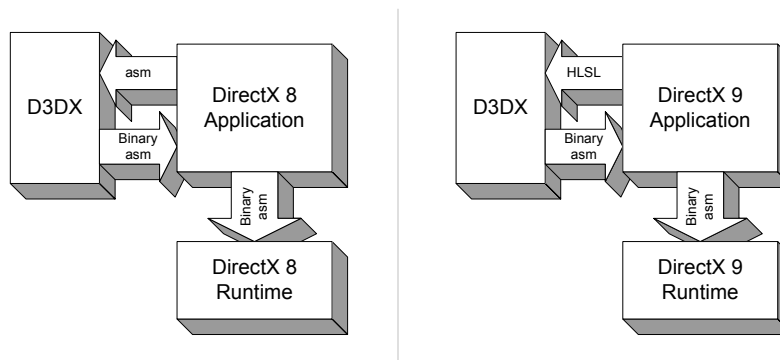 asm
D3DX
DirectX 8
Application
Binary
asm
Binary
asm
DirectX 8
Runtime
HLSL
D3DX
DirectX 9
Application
Binary
asm
Binary
asm
DirectX 9
Runtime